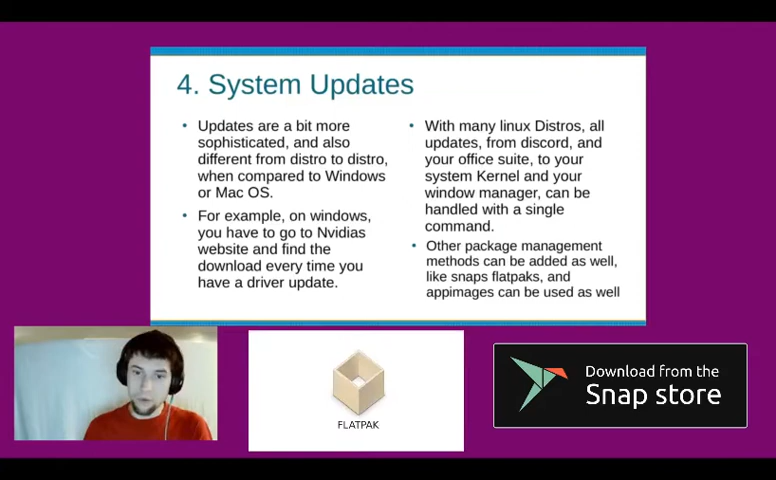 4. System Updates
Updates are a bit more
sophisticated, and also
different from distro to distro,
when compared to Windows
or Mac OS.
For example, on windows,
you have to go to Nvidias
website and find the
download every time you
have a driver update.
With many linux Distros, all
updates, from discord, and
your office suite, to your
system Kernel and your
window manager, can be
handled with a single
command.
Other package management
methods can be added as well,
like snaps flatpaks, and
appimages can be used as well
FLATPAK
Download from the
Snap store